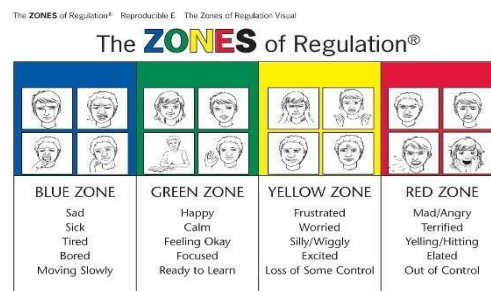 The ZONES of Regulation® Reproducible E The Zones of Regulation Visual
The ZONES of Regulation®
BLUE ZONE
Sad
Sick
Tired
Bored
Moving Slowly
GREEN ZONE
Happy
Calm
Feeling Okay
Focused
Ready to Learn
YELLOW ZONE
Frustrated
Worried
Silly/Wiggly
Excited
Loss of Some Control
RED ZONE
Mad/Angry
Terrified
Yelling/Hitting
Elated
Out of Control